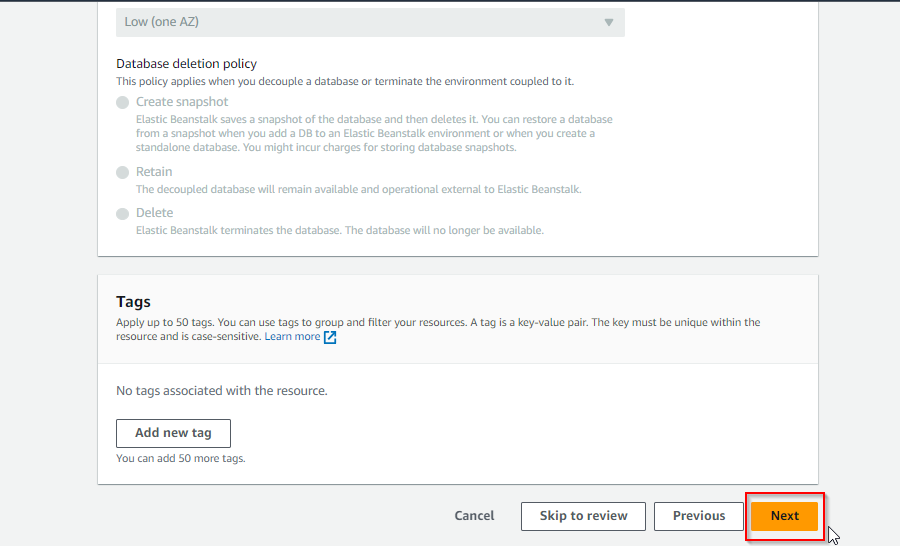 Low (one AZ)
Database deletion policy
This policy applies when you decouple a database or terminate the environment coupled to it.
Create snapshot
Elastic Beanstalk saves a snapshot of the database and then deletes it. You can restore a database
from a snapshot when you add a DB to an Elastic Beanstalk environment or when you create a
standalone database. You might incur charges for storing database snapshots.
Retain
The decoupled database will remain available and operational external to Elastic Beanstalk.
Delete
Elastic Beanstalk terminates the database. The database will no longer be available.
Tags
Apply up to 50 tags. You can use tags to group and filter your resources. A tag is a key-value pair. The key must be unique within the
resource and is case-sensitive. Learn more
No tags associated with the resource.
Add new tag
You can add 50 more tags.
Cancel Skip to review Previous Next